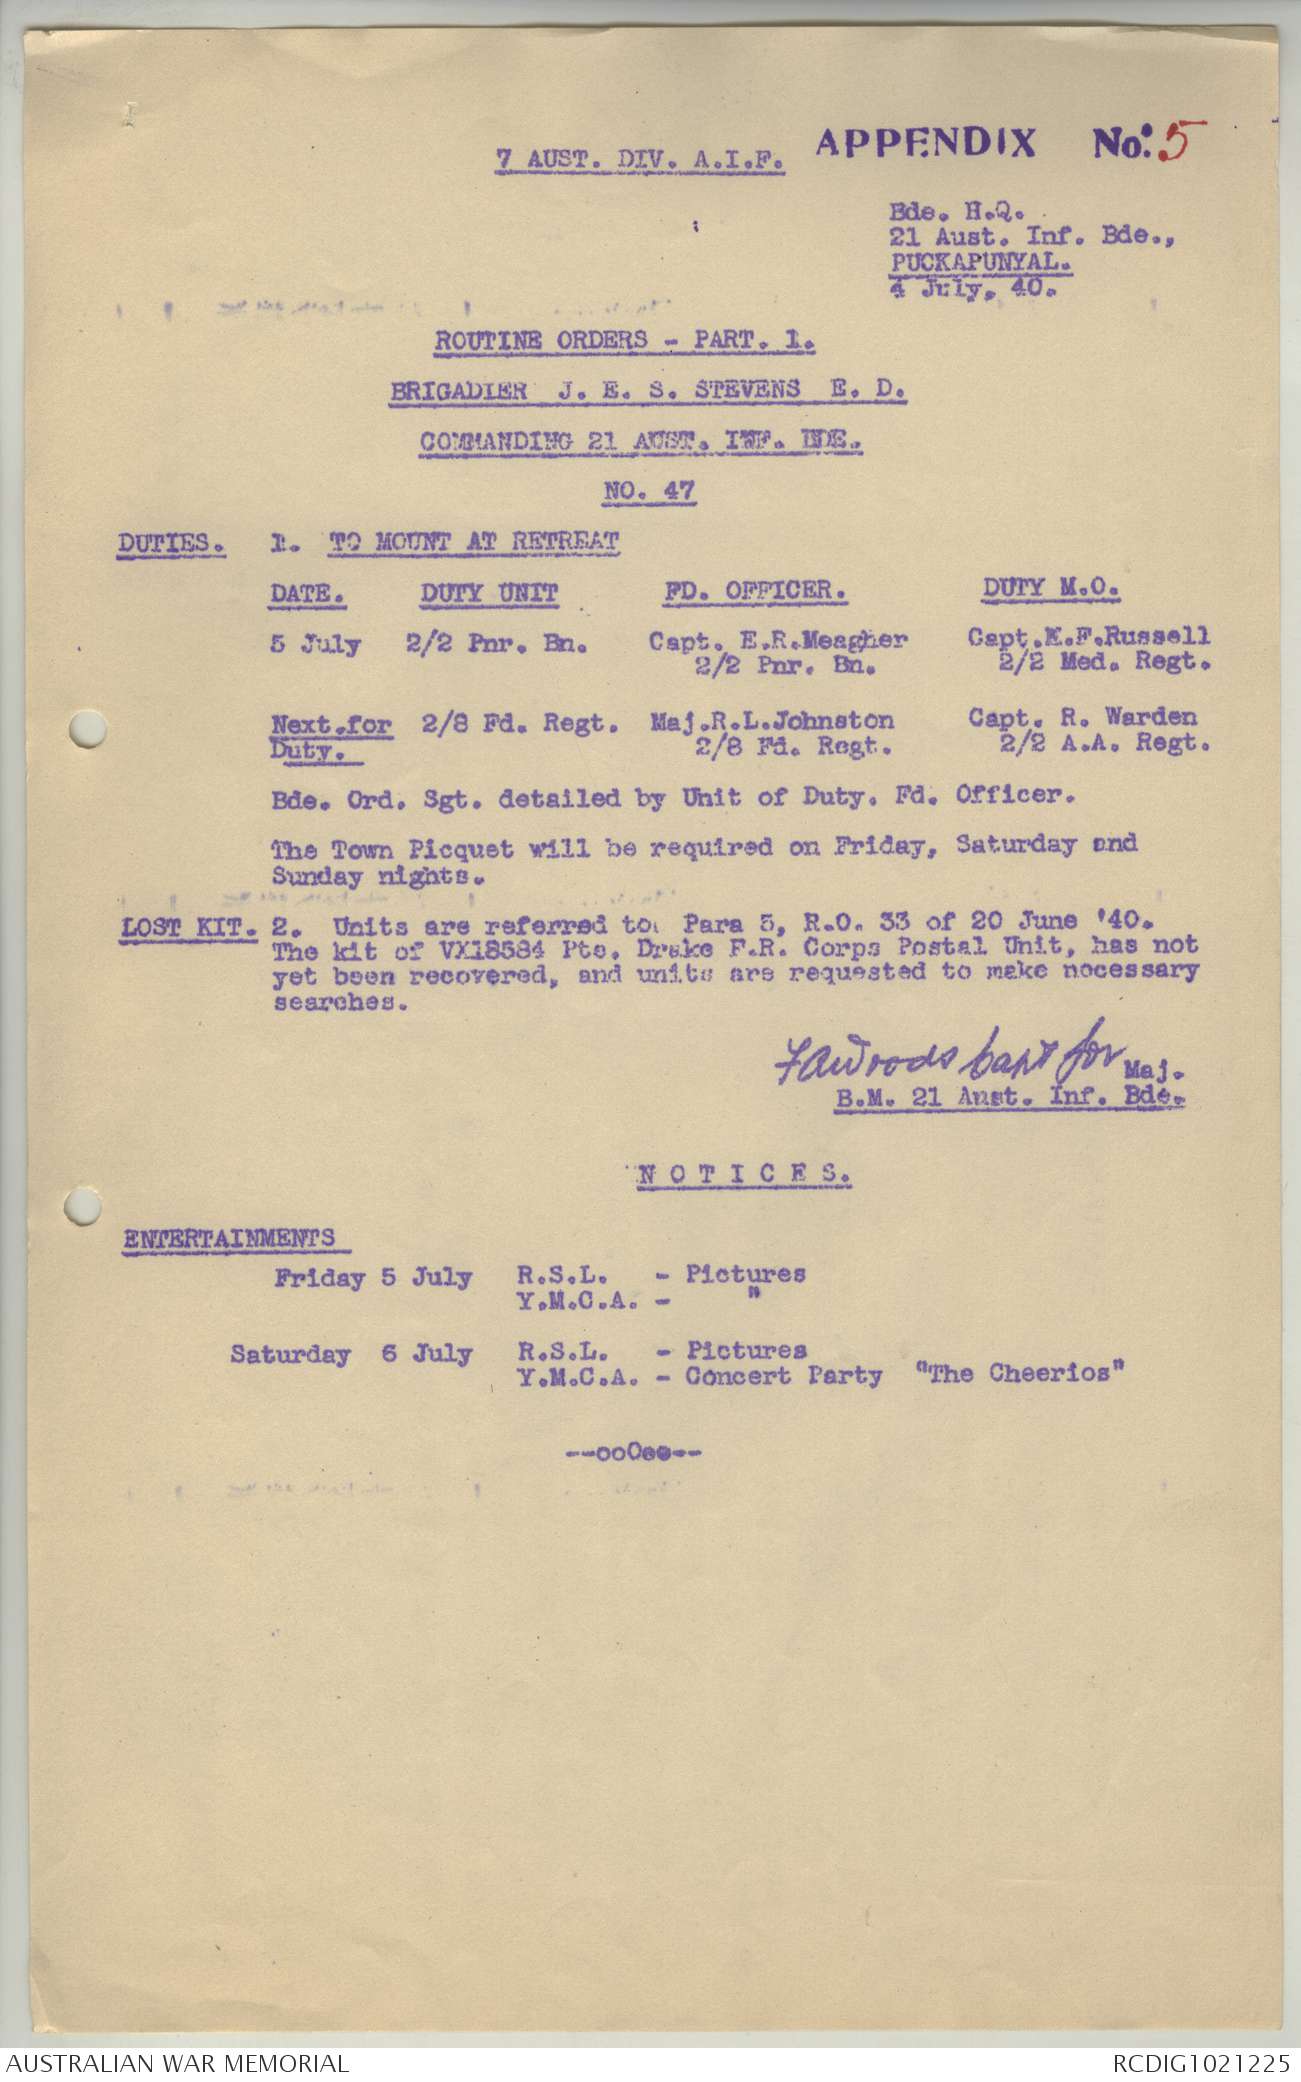 7 AUST. DIV. A.I.F. APPENDIX No. 5
Bde. H.Q.
21 Aust. Inf. Bde.,
PUCKAPUNYAL.
4 July, 40.
ROUTINE ORDERS - PART. 1.
BRIGADIER J. E. S. STEVENS E. D.
COMMANDING 21 AUST. INF. BDE.
NO. 47
DUTIES. 1. TO MOUNT AT RETREAT
DATE. DUTY UNIT FD. OFFICER. DUTY M.O.
5 July 2/2 Pnr. Bn. Capt. E.R.Meagher Capt.K.F.Russell
2/2 Pnr. Bn. 2/2 Med. Regt.
Next.for 2/8 Fd. Regt. Maj.R.L.Johnston Capt. R. Warden
Duty. 2/8 Fd. Regt. 2/2 A.A. Regt.
Bde. Ord. Sgt. detailed by Unit of Duty. Fd. Officer.
The Town Picquet will be required on Friday, Saturday and
Sunday nights.
LOST KIT. 2. Units are referred to Para 5, R.O. 33 of 20 June '40.
The kit of VX18584 Pte. Drake F.R. Corps Postal Unit, has not
yet been recovered, and units are requested to make necessary
searches.
FAWoods Capt for Maj.
B.M. 21 Aust. Inf. Bde.
N O T I C E S.
ENTERTAINMENTS
Friday 5 July R.S.L. - Pictures
Y.M.C.A. - "
Saturday 6 July R.S.L. - Pictures
Y.M.C.A. - Concert Party "The Cheerios"
--ooOoo--
AUSTRALIAN WAR MEMORIAL RCDIG1021225